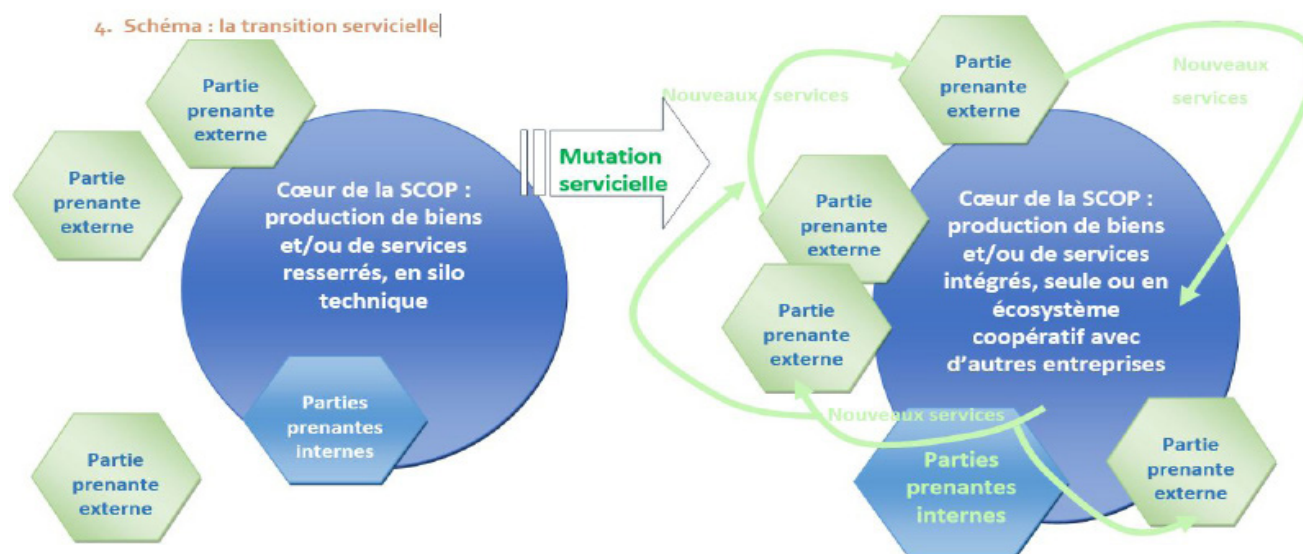 4. Schéma : la transition servicielle
Partie
prenante
externe
Partie
prenante
externe
Cœur de la SCOP :
production de biens
et/ou de services
resserrés, en silo
technique
Parties
prenantes
internes
Partie
prenante
externe
Mutation
servicielle
Nouveaux services
Partie
prenante
externe
Nouveaux
services
Partie
prenante
externe
Cœur de la SCOP :
production de biens
et/ou de services
intégrés, seule ou en
écosystème
coopératif avec
d'autres entreprises
Partie
prenante
externe
Nouveaux services
Parties
prenantes
internes
Partie
prenante
externe